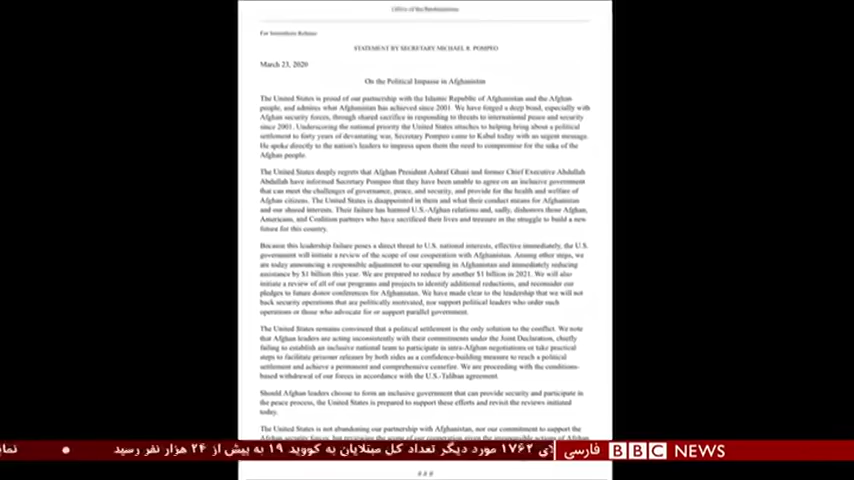 Office of the Spokesperson
For Immediate Release
STATEMENT BY SECRETARY MICHAEL R. POMPEO
March 23, 2020
On the Political Impasse in Afghanistan
The United States is proud of our partnership with the Islamic Republic of Afghanistan and the Afghan
people, and admires what Afghanistan has achieved since 2001. We have forged a deep bond, especially with
Afghan security forces, through shared sacrifice in responding to threats to international peace and security
since 2001. Underscoring the national priority the United States attaches to helping bring about a political
settlement to forty years of devastating war, Secretary Pompeo came to Kabul today with an urgent message.
He spoke directly to the nation's leaders to impress upon them the need to compromise for the sake of the
Afghan people.
The United States deeply regrets that Afghan President Ashraf Ghani and former Chief Executive Abdullah
Abdullah have informed Secretary Pompeo that they have been unable to agree on an inclusive government
that can meet the challenges of governance, peace, and security, and provide for the health and welfare of
Afghan citizens. The United States is disappointed in them and what their conduct means for Afghanistan
and our shared interests. Their failure has harmed U.S.-Afghan relations and, sadly, dishonors those Afghan,
Americans, and Coalition partners who have sacrificed their lives and treasure in the struggle to build a new
future for this country.
Because this leadership failure poses a direct threat to U.S. national interests, effective immediately, the U.S.
government will initiate a review of the scope of our cooperation with Afghanistan. Among other steps, we
are today announcing a responsible adjustment to our spending in Afghanistan and immediately reducing
assistance by $1 billion this year. We are prepared to reduce by another $1 billion in 2021. We will also
initiate a review of all of our programs and projects to identify additional reductions, and reconsider our
pledges to future donor conferences for Afghanistan. We have made clear to the leadership that we will not
back security operations that are politically motivated, nor support political leaders who order such
operations or those who advocate for or support parallel government.
The United States remains convinced that a political settlement is the only solution to the conflict. We note
that Afghan leaders are acting inconsistently with their commitments under the Joint Declaration, chiefly
failing to establish an inclusive national team to participate in intra-Afghan negotiations or take practical
steps to facilitate prisoner releases by both sides as a confidence-building measure to reach a political
settlement and achieve a permanent and comprehensive ceasefire. We are proceeding with the conditions-
based withdrawal of our forces in accordance with the U.S.-Taliban agreement.
Should Afghan leaders choose to form an inclusive government that can provide security and participate in
the peace process, the United States is prepared to support these efforts and revisit the reviews initiated
today.
The United States is not abandoning our partnership with Afghanistan, nor our commitment to support the
Afghan security forces, but reviewing the scope of our cooperation given the irresponsible actions of Afghan
BBC NEWS فارسی
ای ۱۷۶۲ مورد دیگر تعداد کل مبتلایان به کووید ۱۹ به بیش از ۲۴ هزار نفر رسید
نما
###